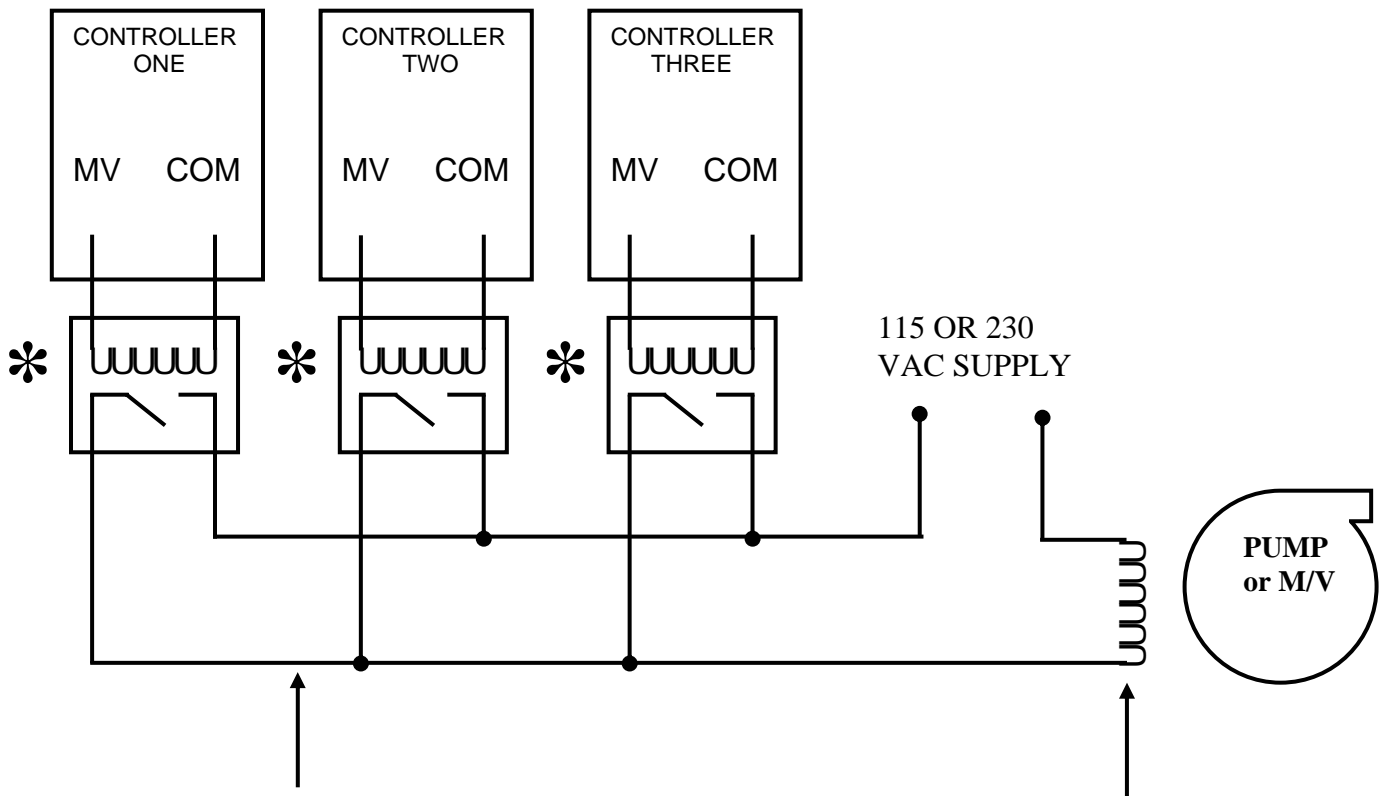 CONTROLLER
ONE
CONTROLLER
TWO
CONTROLLER
THREE
MV COM
MV COM
MV COM
*
*
*
115 OR 230
VAC SUPPLY
PUMP
or M/V